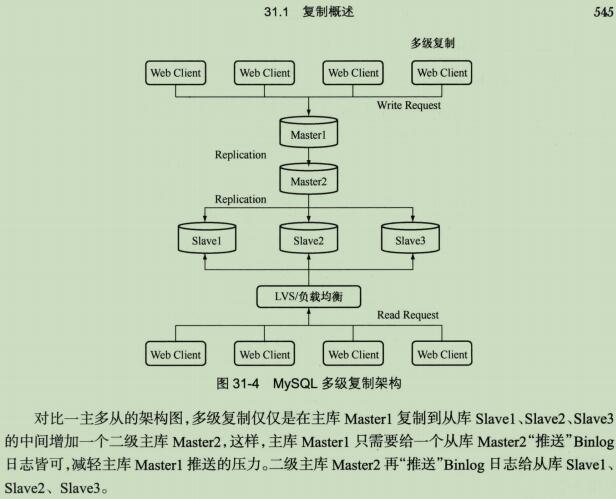 31.1 复制概述 545
多级复制
Web Client Web Client Web Client Web Client
Write Request
Master1
Replication
Master2
Replication
Slave1 Slave2 Slave3
LVS/负载均衡
Read Request
Web Client Web Client Web Client Web Client
图 31-4 MySQL 多级复制架构
对比一主多从的架构图,多级复制仅仅是在主库 Master1 复制到从库 Slave1、Slave2、Slave3
的中间增加一个二级主库 Master2,这样,主库 Master1 只需要给一个从库 Master2“推送”Binlog
日志皆可,减轻主库 Master1 推送的压力。二级主库 Master2 再“推送”Binlog 日志给从库 Slave1、
Slave2、Slave3。